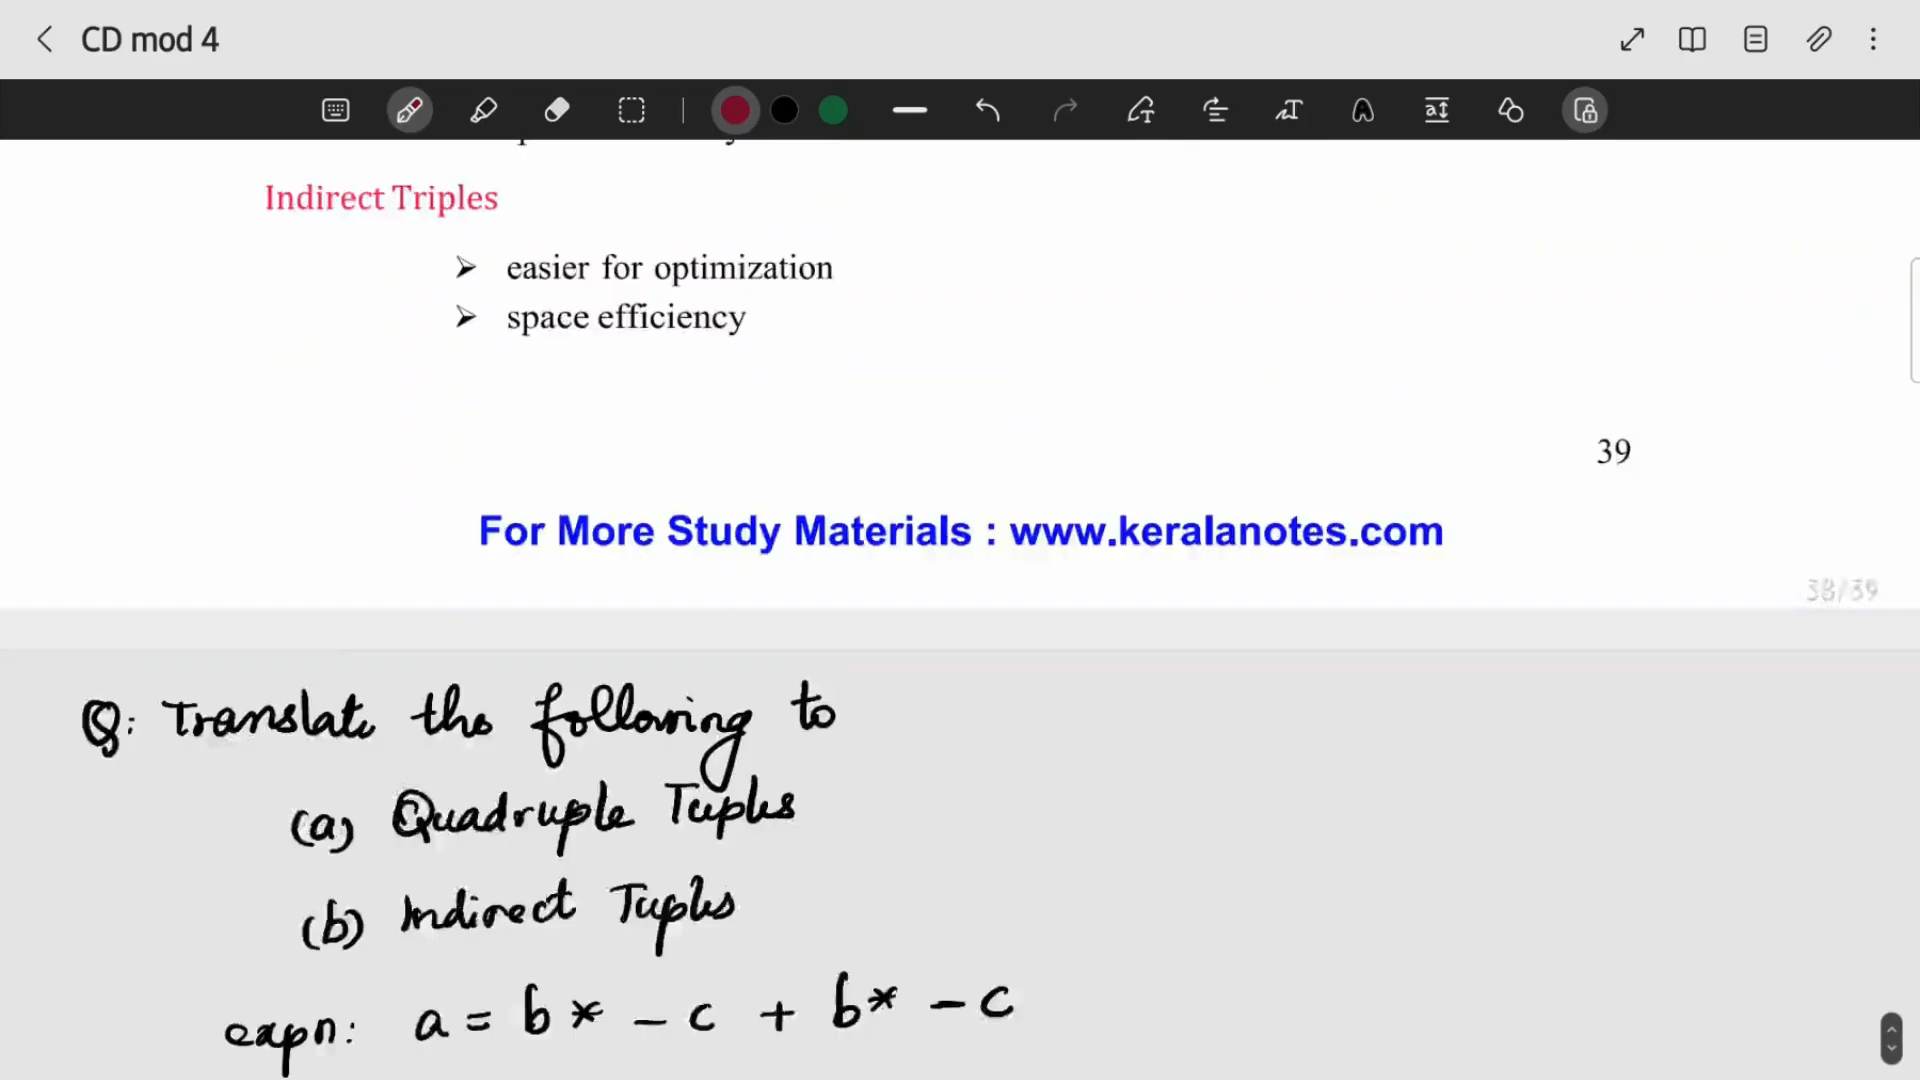 CD mod 4
Indirect Triples
➢ easier for optimization
➢ space efficiency
39
For More Study Materials : www.keralanotes.com
38/39
Q: Translate the following to
(a) Quadruple Tuples
(b) Indirect Tuples
expn: a = b * - c + b * - c